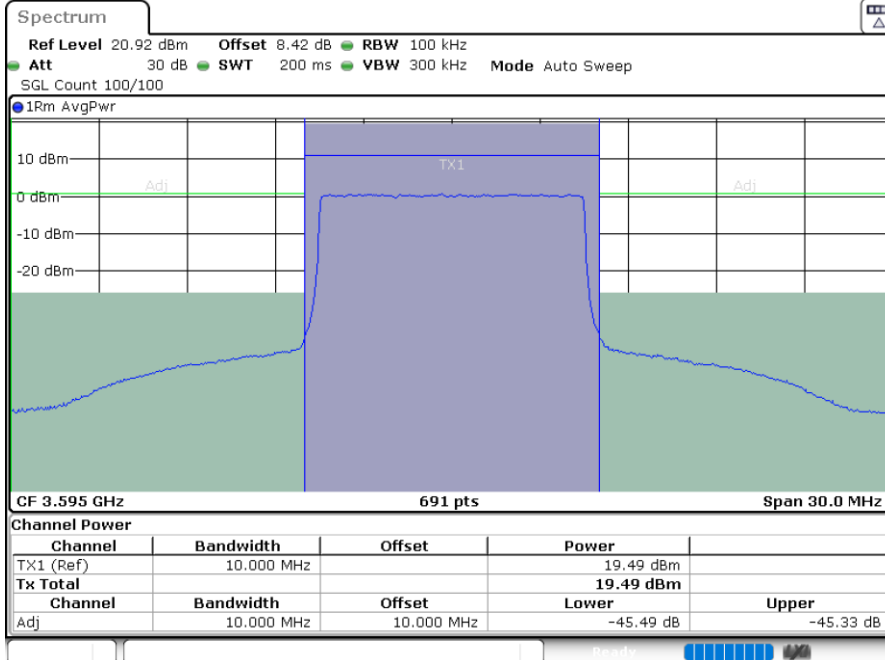 Spectrum
Ref Level 20.92 dBm Offset 8.42 dB RBW 100 kHz
Att 30 dB SWT 200 ms VBW 300 kHz Mode Auto Sweep
SGL Count 100/100
1Rm AvgPwr
10 dBm
TX1
Adj Adj
0 dBm
-10 dBm
-20 dBm
CF 3.595 GHz 691 pts Span 30.0 MHz
Channel Power
Channel Bandwidth Offset Power
TX1 (Ref) 10.000 MHz 19.49 dBm
Tx Total 19.49 dBm
Channel Bandwidth Offset Lower Upper
Adj 10.000 MHz 10.000 MHz -45.49 dB -45.33 dB
Ready